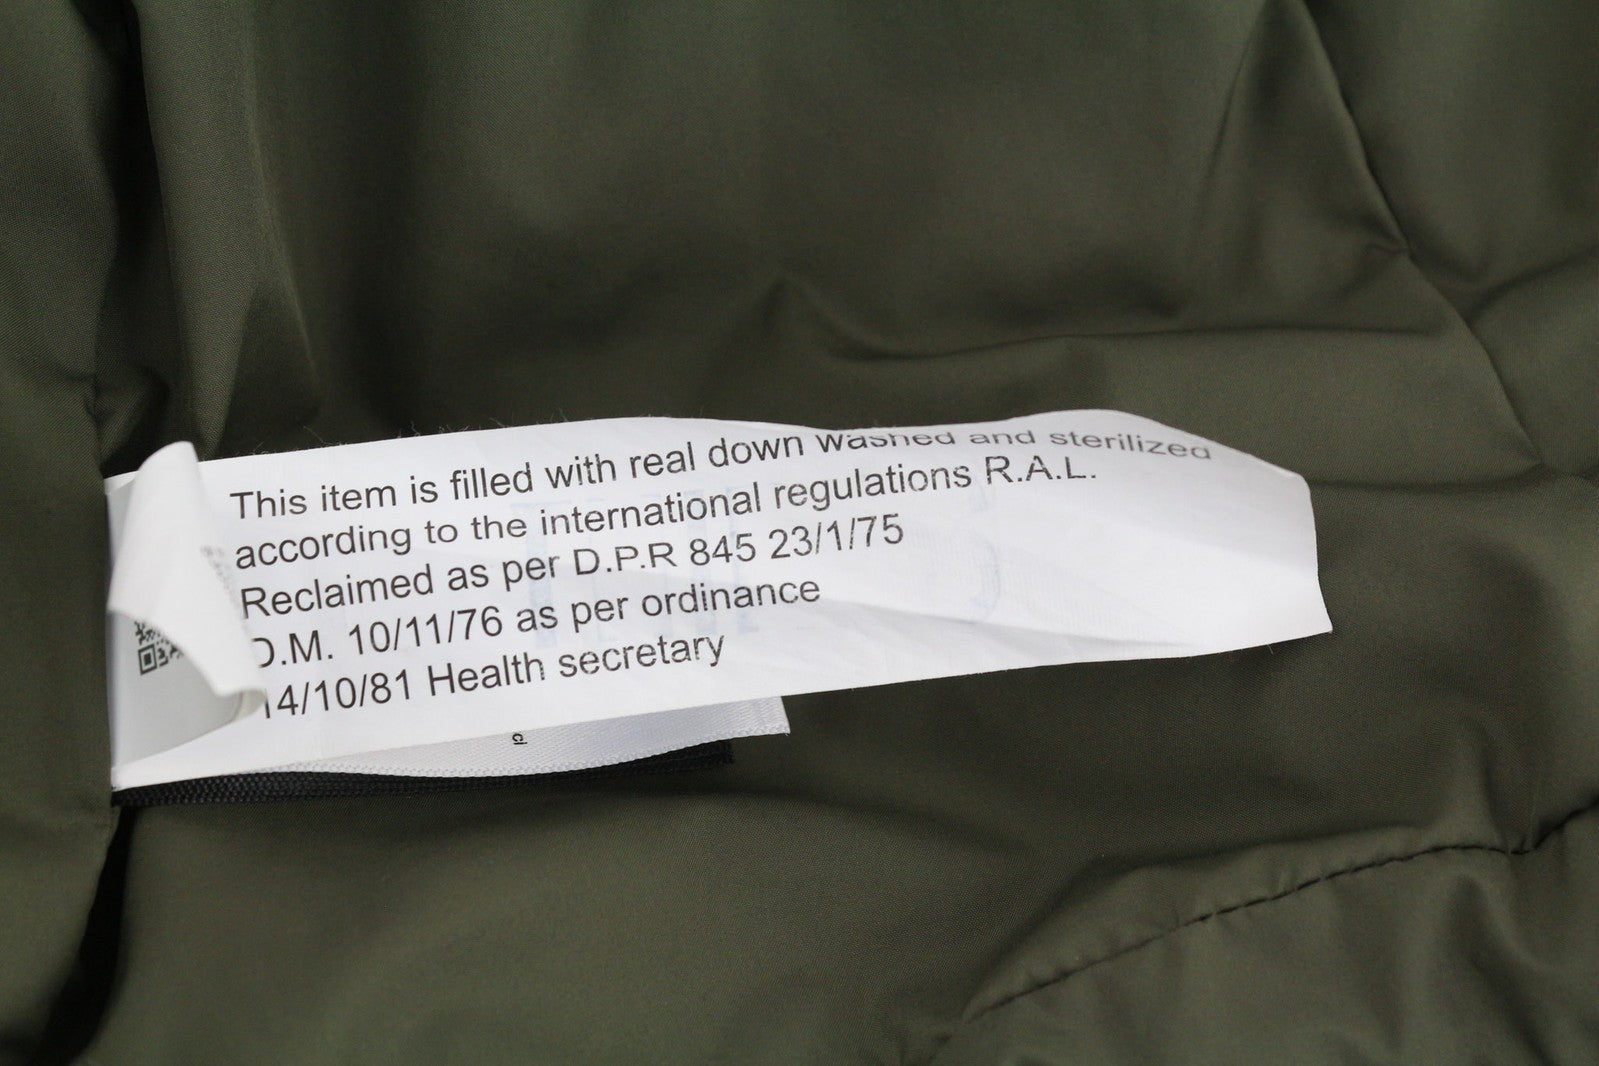 This item is filled with real down washed and sterilized
according to the international regulations R.A.L.
Reclaimed as per D.P.R 845 23/1/75
D.M. 10/11/76 as per ordinance
14/10/81 Health secretary